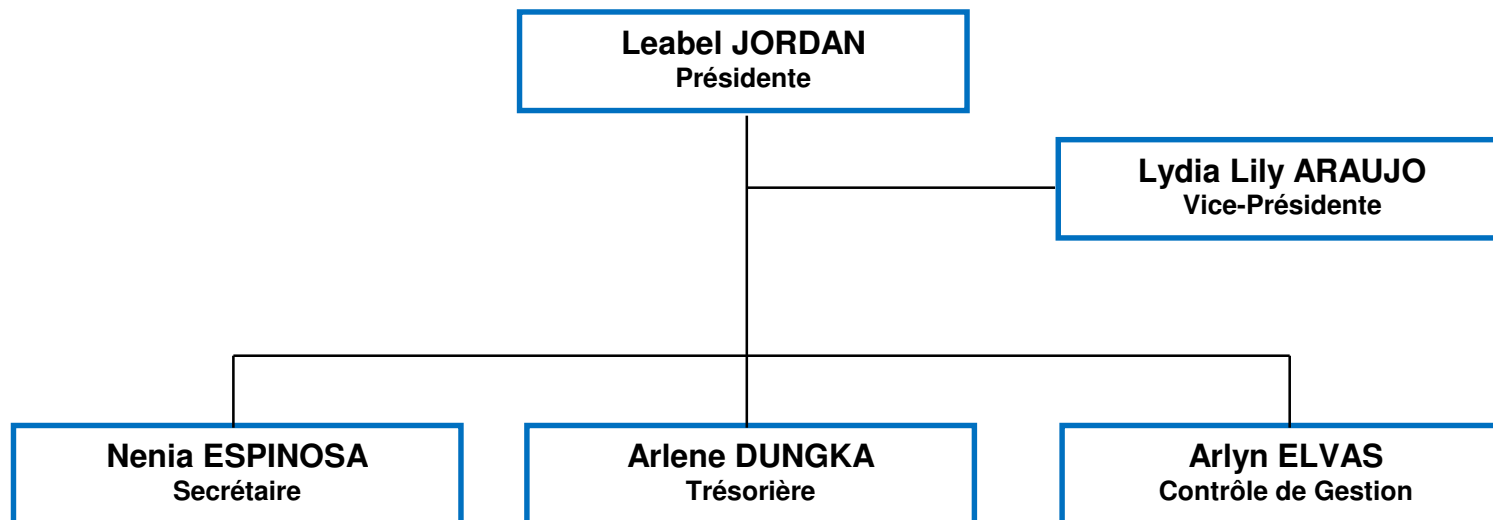 Leabel JORDAN
Présidente
Lydia Lily ARAUJO
Vice-Présidente
Nenia ESPINOSA
Secrétaire
Arlene DUNGKA
Trésorière
Arlyn ELVAS
Contrôle de Gestion